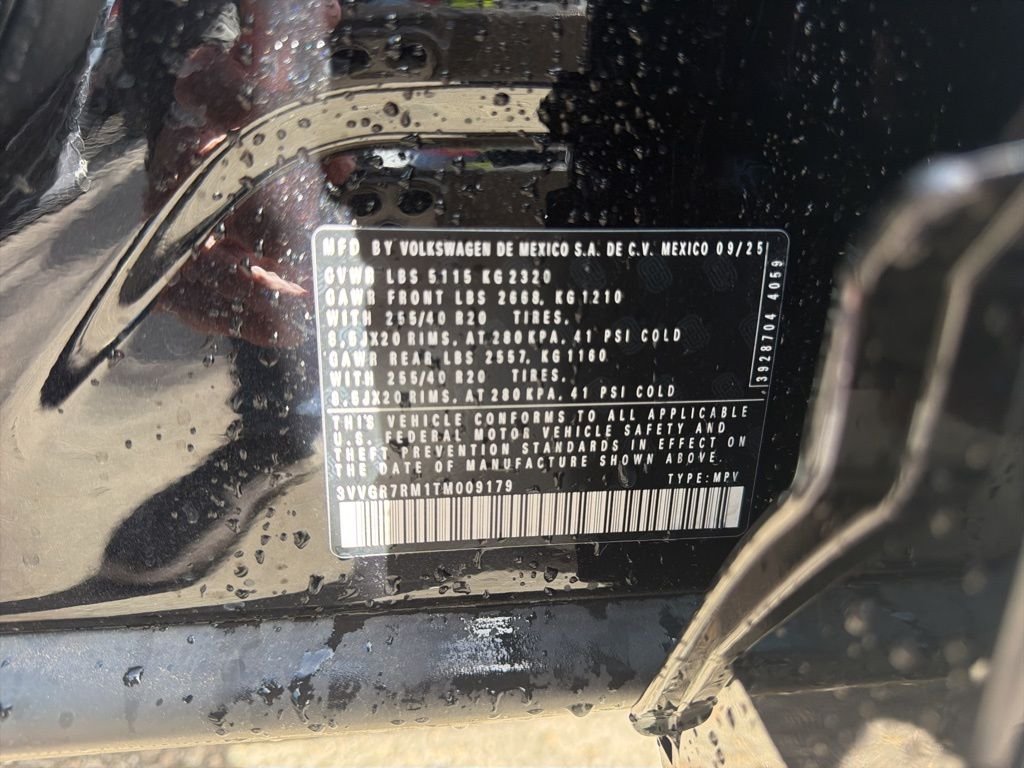 MFD BY VOLKSWAGEN DE MEXICO S.A. DE C.V. MEXICO 09/25
GVWR LBS 5115 KG 2320
GAWR FRONT LBS 2668, KG 1210
WITH 255/40 R20 TIRES,
8.5JX20 RIMS, AT 280 KPA, 41 PSI COLD
GAWR REAR LBS 2557, KG 1160
WITH 255/40 R20 TIRES,
8.5JX20 RIMS, AT 280 KPA, 41 PSI COLD
THIS VEHICLE CONFORMS TO ALL APPLICABLE
U.S. FEDERAL MOTOR VEHICLE SAFETY AND
THEFT PREVENTION STANDARDS IN EFFECT ON
THE DATE OF MANUFACTURE SHOWN ABOVE.
3VVGR7RM1TM009179 TYPE: MPV
3928704 4059